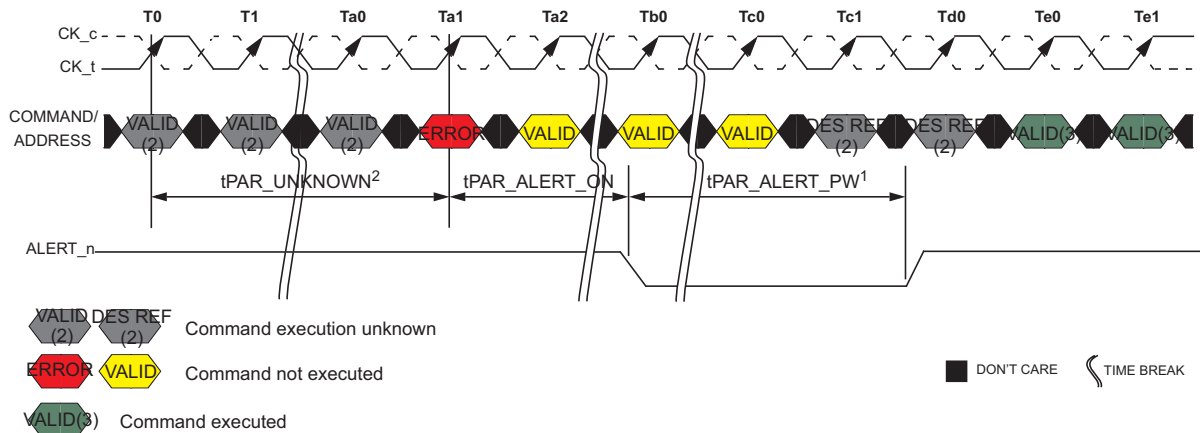 T0 T1 Ta0 Ta1 Ta2 Tb0 Tc0 Tc1 Td0 Te0 Te1
CK_c
CK_t
COMMAND/
ADDRESS
VALID (2) VALID (2) VALID (2) ERROR VALID VALID VALID DES REF (2) DES REF (2) VALID(3) VALID(3)
tPAR_UNKNOWN2 tPAR_ALERT_ON tPAR_ALERT_PW1
ALERT_n
VALID (2) DES REF (2) Command execution unknown
ERROR VALID Command not executed
DON'T CARE TIME BREAK
VALID(3) Command executed